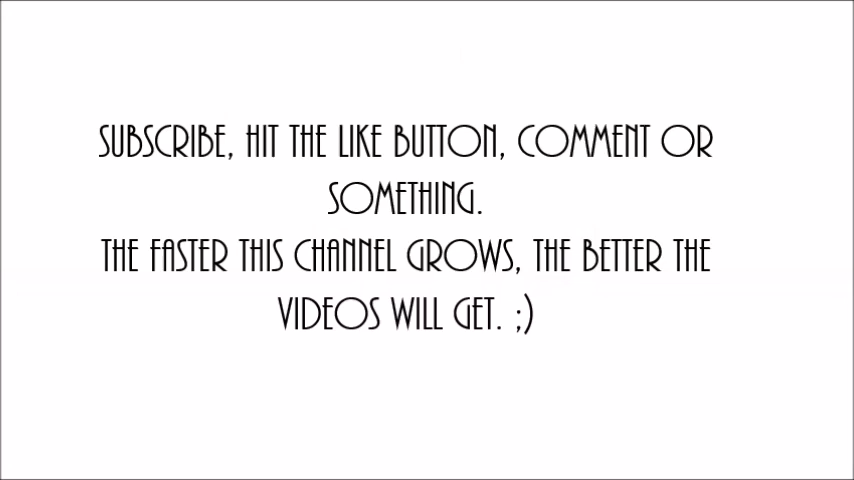 SUBSCRIBE, HIT THE LIKE BUTTON, COMMENT OR
SOMETHING.
THE FASTER THIS CHANNEL GROWS, THE BETTER THE
VIDEOS WILL GET. ;)